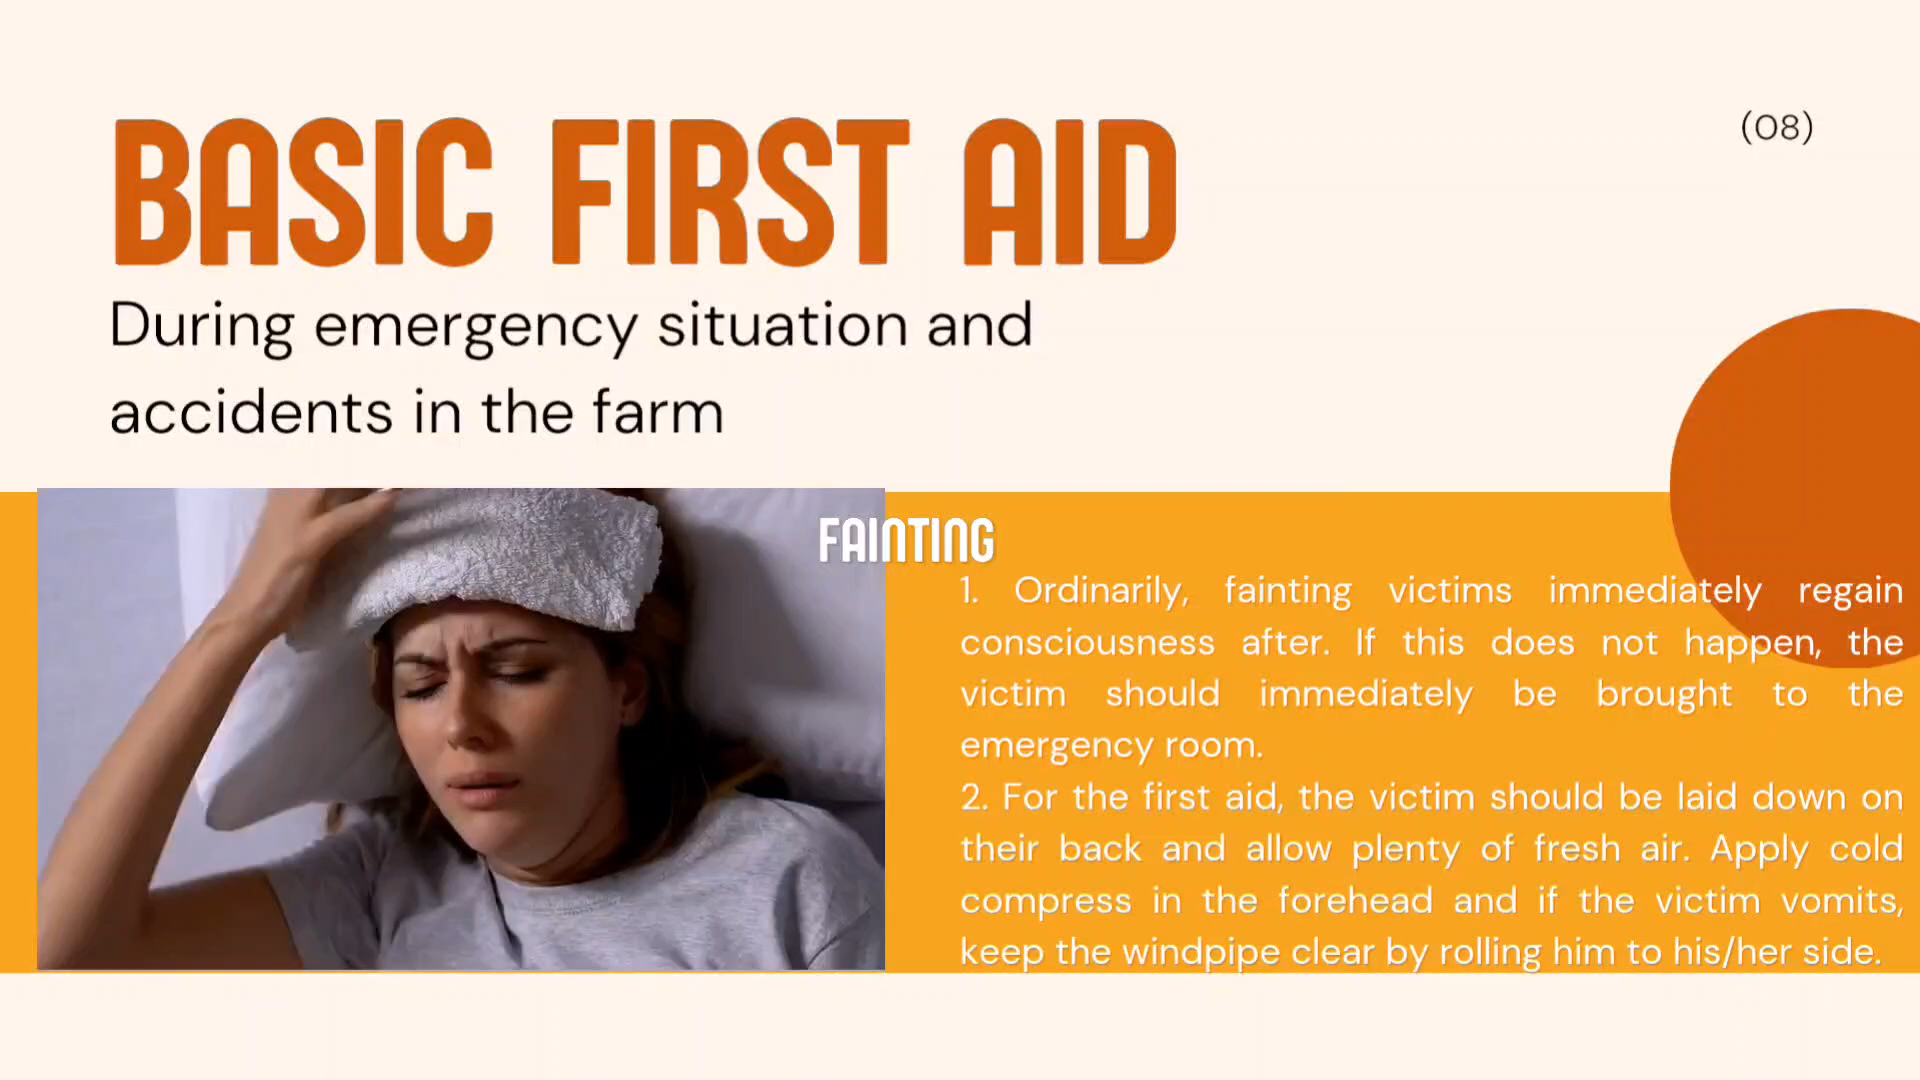 BASIC FIRST AID
(08)
During emergency situation and
accidents in the farm
FAINTING
1. Ordinarily, fainting victims immediately regain
consciousness after. If this does not happen, the
victim should immediately be brought to the
emergency room.
2. For the first aid, the victim should be laid down on
their back and allow plenty of fresh air. Apply cold
compress in the forehead and if the victim vomits,
keep the windpipe clear by rolling him to his/her side.